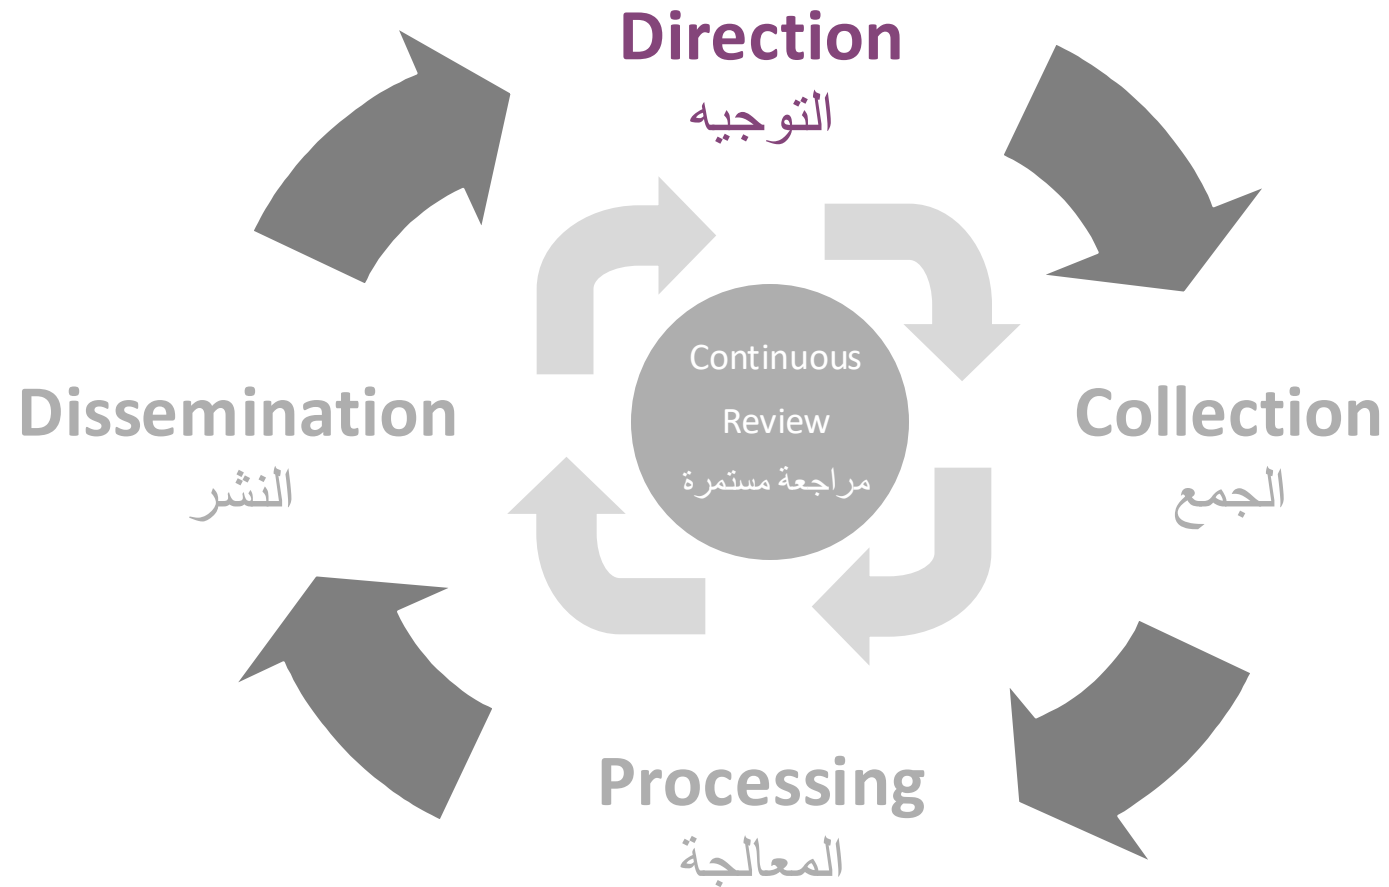 Direction
التوجيه
Continuous
Review
مراجعة مستمرة
Dissemination
النشر
Collection
الجمع
Processing
المعالجة